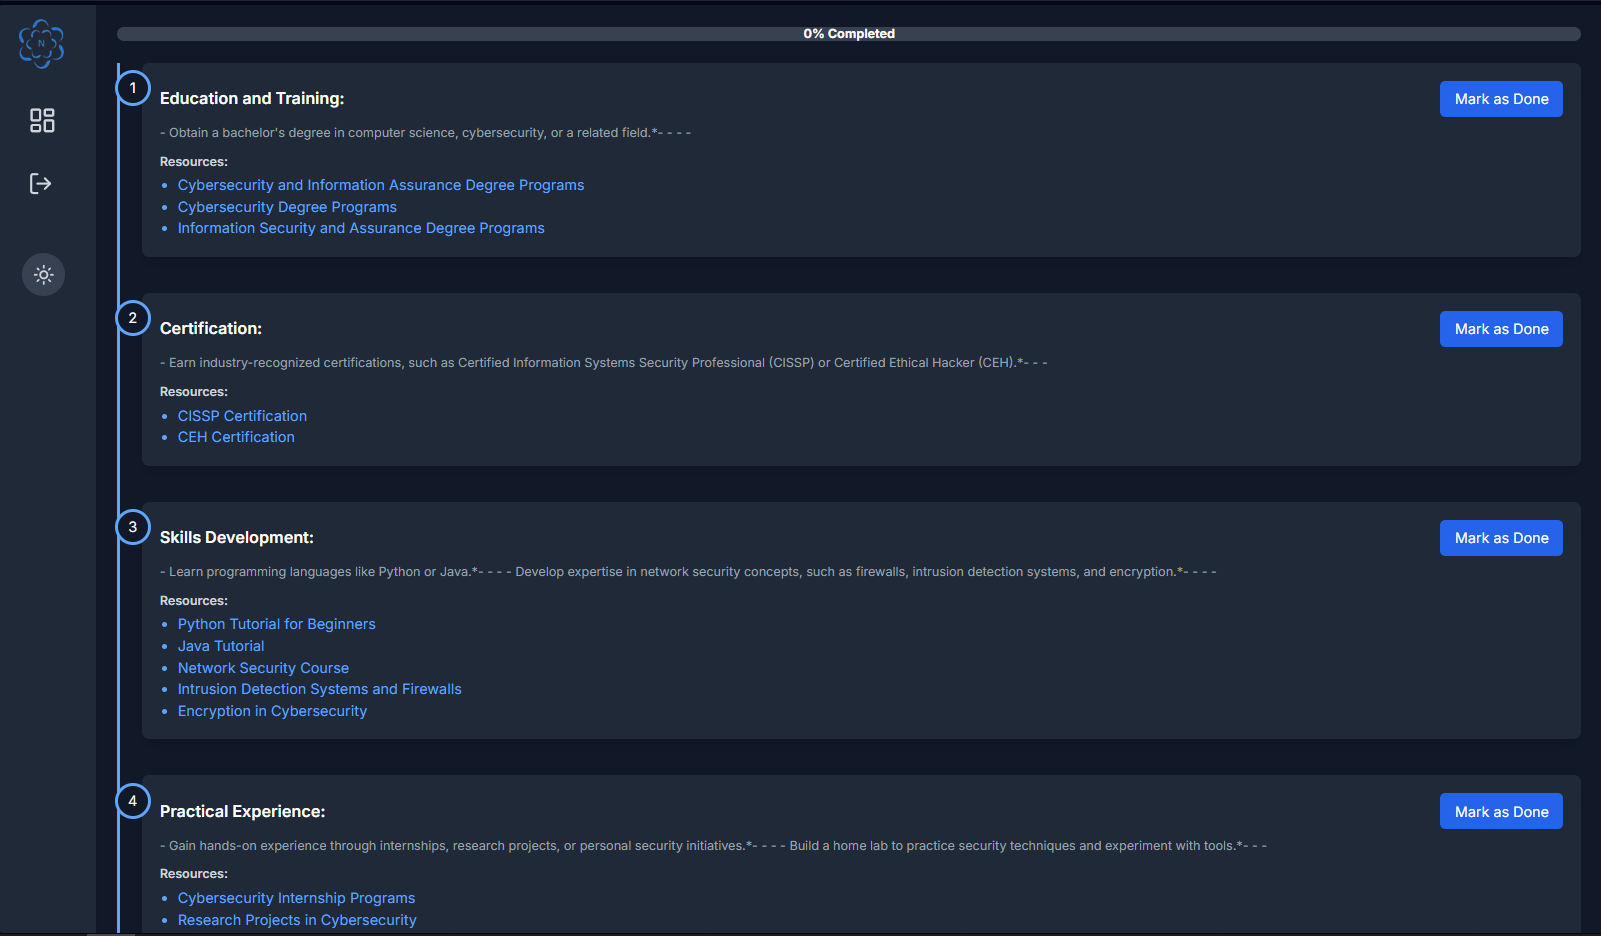 N
0% Completed
1
Education and Training:
Mark as Done
- Obtain a bachelor's degree in computer science, cybersecurity, or a related field.*- - - -
Resources:
Cybersecurity and Information Assurance Degree Programs
Cybersecurity Degree Programs
Information Security and Assurance Degree Programs
2
Certification:
Mark as Done
- Earn industry-recognized certifications, such as Certified Information Systems Security Professional (CISSP) or Certified Ethical Hacker (CEH).*- - -
Resources:
CISSP Certification
CEH Certification
3
Skills Development:
Mark as Done
- Learn programming languages like Python or Java.*- - - - Develop expertise in network security concepts, such as firewalls, intrusion detection systems, and encryption.*- - - -
Resources:
Python Tutorial for Beginners
Java Tutorial
Network Security Course
Intrusion Detection Systems and Firewalls
Encryption in Cybersecurity
4
Practical Experience:
Mark as Done
- Gain hands-on experience through internships, research projects, or personal security initiatives.*- - - - Build a home lab to practice security techniques and experiment with tools.*- - -
Resources:
Cybersecurity Internship Programs
Research Projects in Cybersecurity